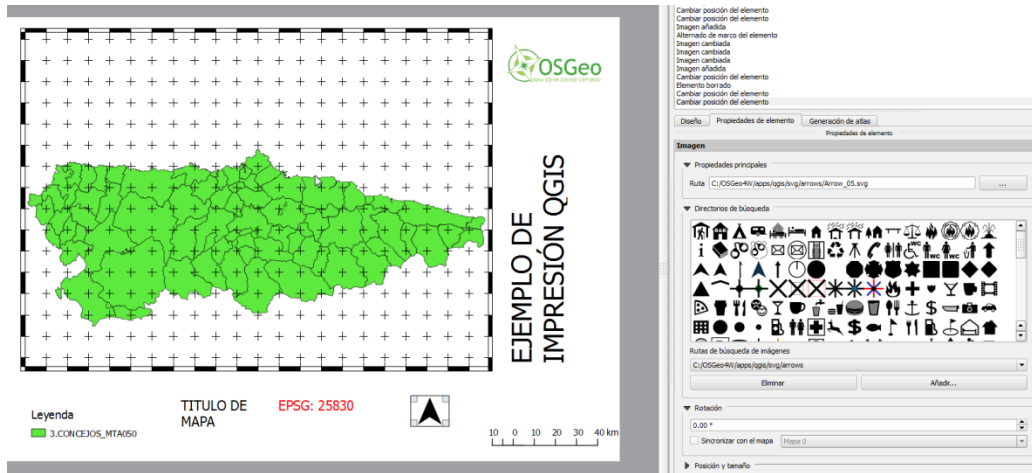 Cambiar posición del elemento
Cambiar posición del elemento
Imagen añadida
Alternado de marco del elemento
Imagen cambiada
Imagen cambiada
Imagen cambiada
Imagen añadida
Cambiar posición del elemento
Elemento borrado
Cambiar posición del elemento
Cambiar posición del elemento
Diseño
Propiedades de elemento
Generación de atlas
Propiedades de elemento
Imagen
Propiedades principales
Ruta C:/OSGeo4W/apps/qgis/svg/arrows/Arrow_05.svg ...
Directorios de búsqueda
Rutas de búsqueda de imágenes
C:/OSGeo4W/apps/qgis/svg/arrows
Eliminar
Añadir...
Rotación
0.00 °
Sincronizar con el mapa Mapa 0
Posición y tamaño
OSGeo
EJEMPLO DE
IMPRESIÓN QGIS
Leyenda
3.CONCEJOS_MTA050
TITULO DE
MAPA
EPSG: 25830
10 0 10 20 30 40 km